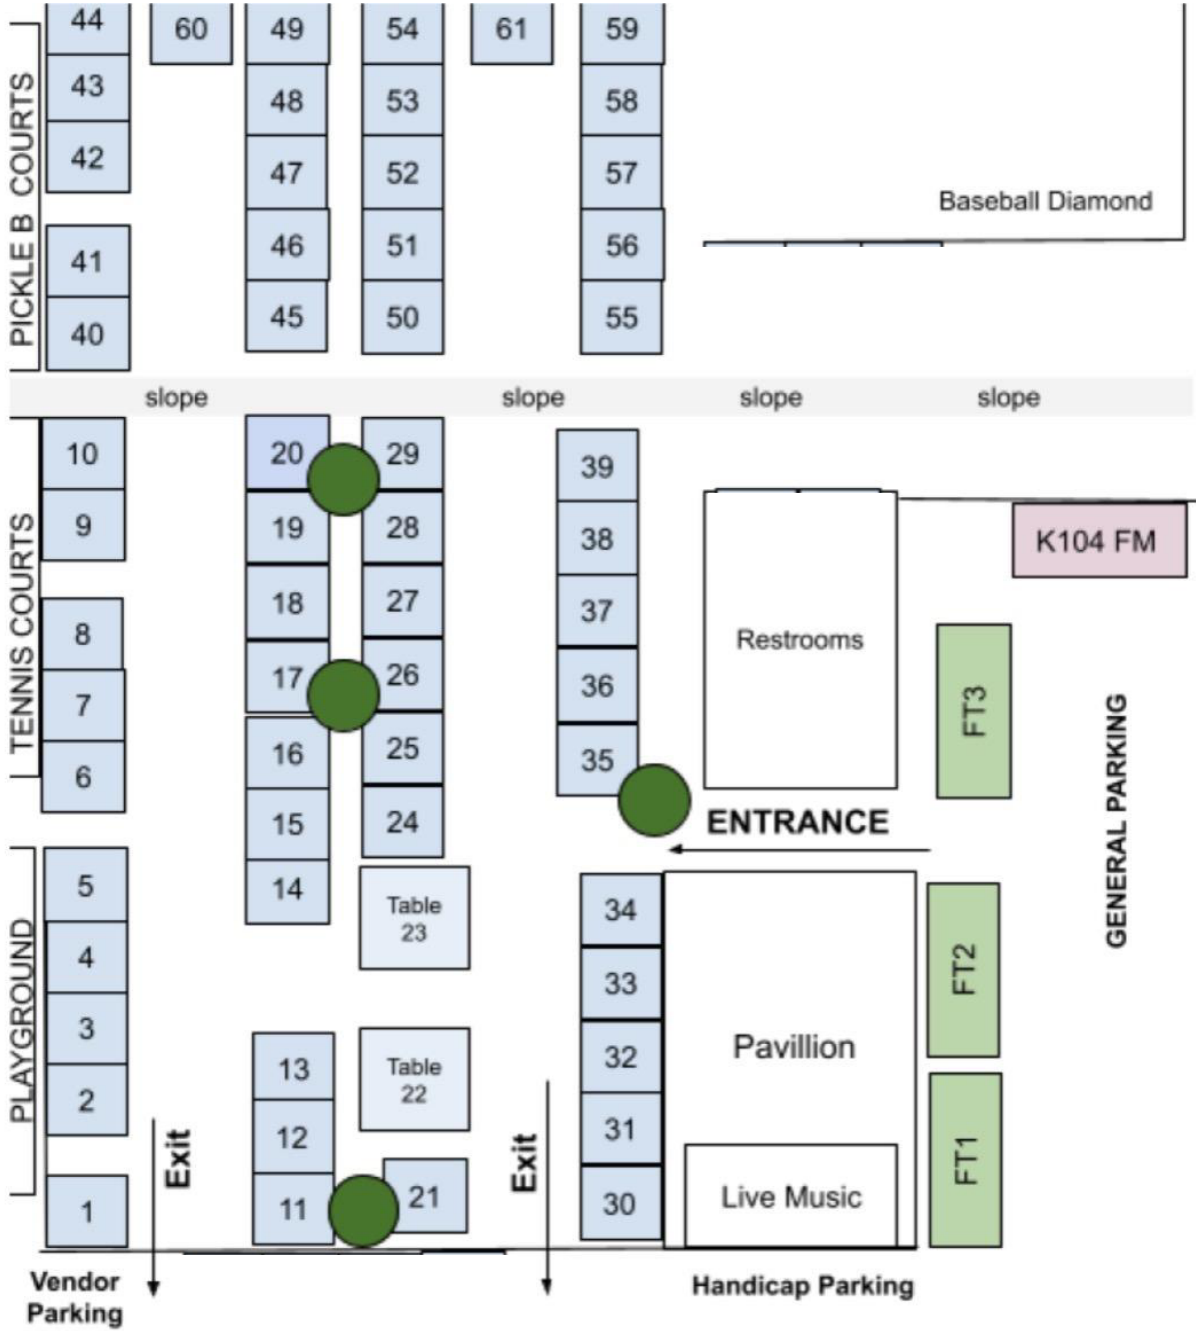 44
60
49
54
61
59
43
48
53
58
42
47
52
57
PICKLE B COURTS
Baseball Diamond
41
46
51
56
40
45
50
55
slope
slope
slope
slope
10
20
29
39
9
19
28
38
K104 FM
TENNIS COURTS
8
18
27
37
Restrooms
7
17
26
36
FT3
6
16
25
35
GENERAL PARKING
15
24
ENTRANCE
5
14
Table
23
34
4
33
FT2
PLAYGROUND
3
13
Table
22
32
Pavillion
2
12
31
Exit
Exit
FT1
1
11
21
30
Live Music
Vendor
Parking
Handicap Parking